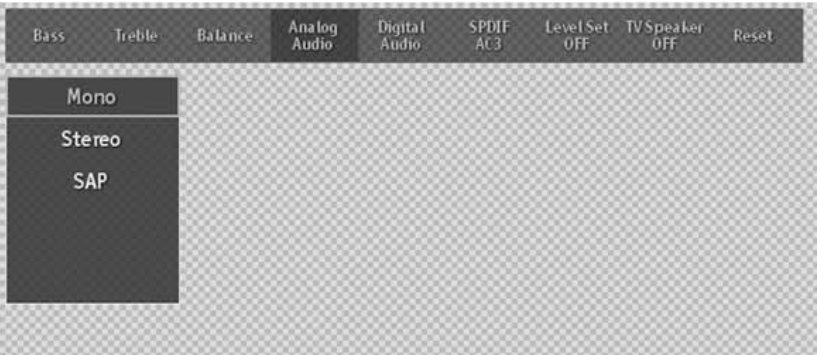 Bass Treble Balance Analog Audio Digital Audio SPDIF AC3 Level Set OFF TV Speaker OFF Reset
Mono
Stereo
SAP